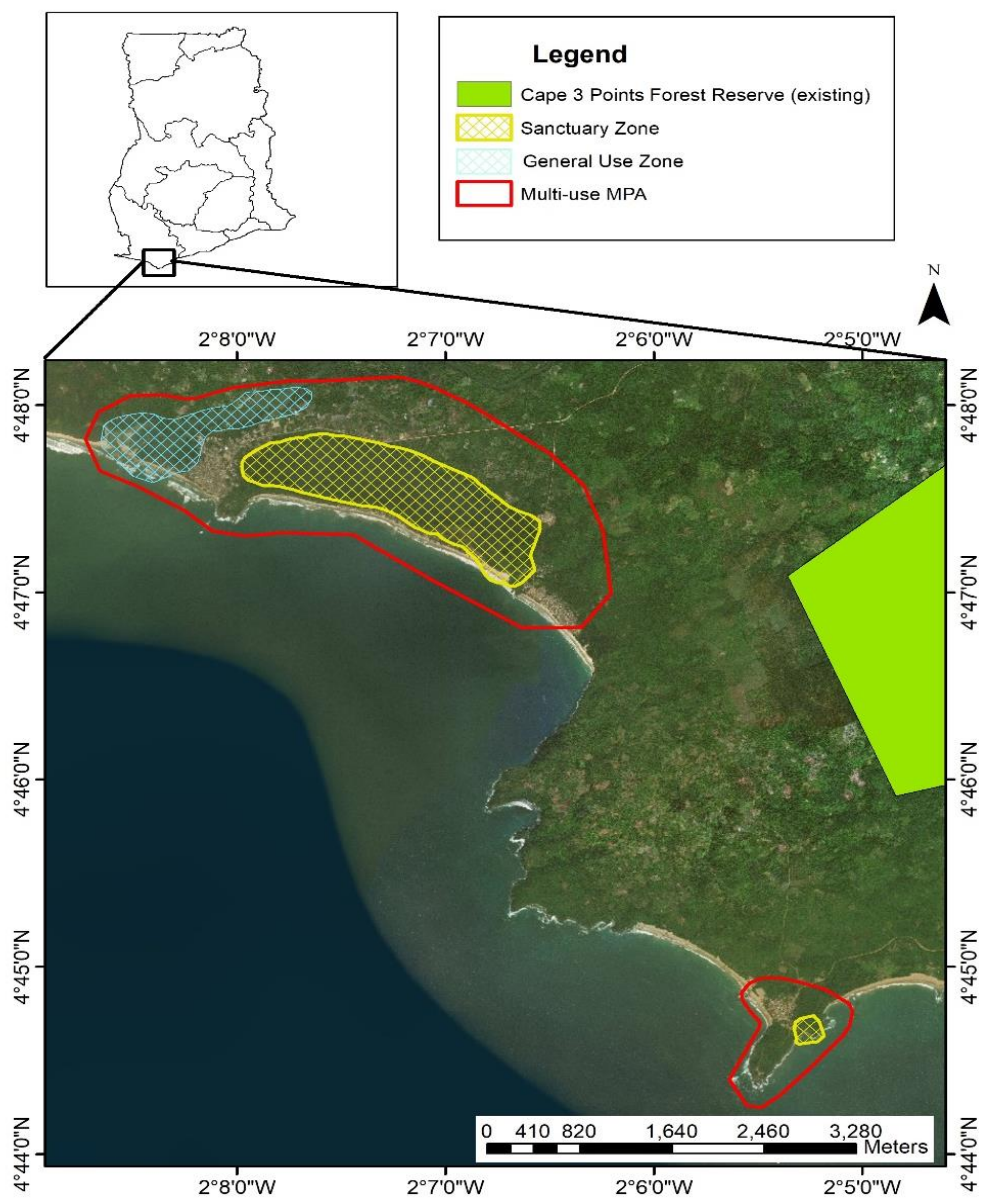 Legend
Cape 3 Points Forest Reserve (existing)
Sanctuary Zone
General Use Zone
Multi-use MPA
N
2°8'0"W 2°7'0"W 2°6'0"W 2°5'0"W
4°48'0"N 4°48'0"N
4°47'0"N 4°47'0"N
4°46'0"N 4°46'0"N
4°45'0"N 4°45'0"N
4°44'0"N 4°44'0"N
0 410 820 1,640 2,460 3,280
Meters
2°8'0"W 2°7'0"W 2°6'0"W 2°5'0"W